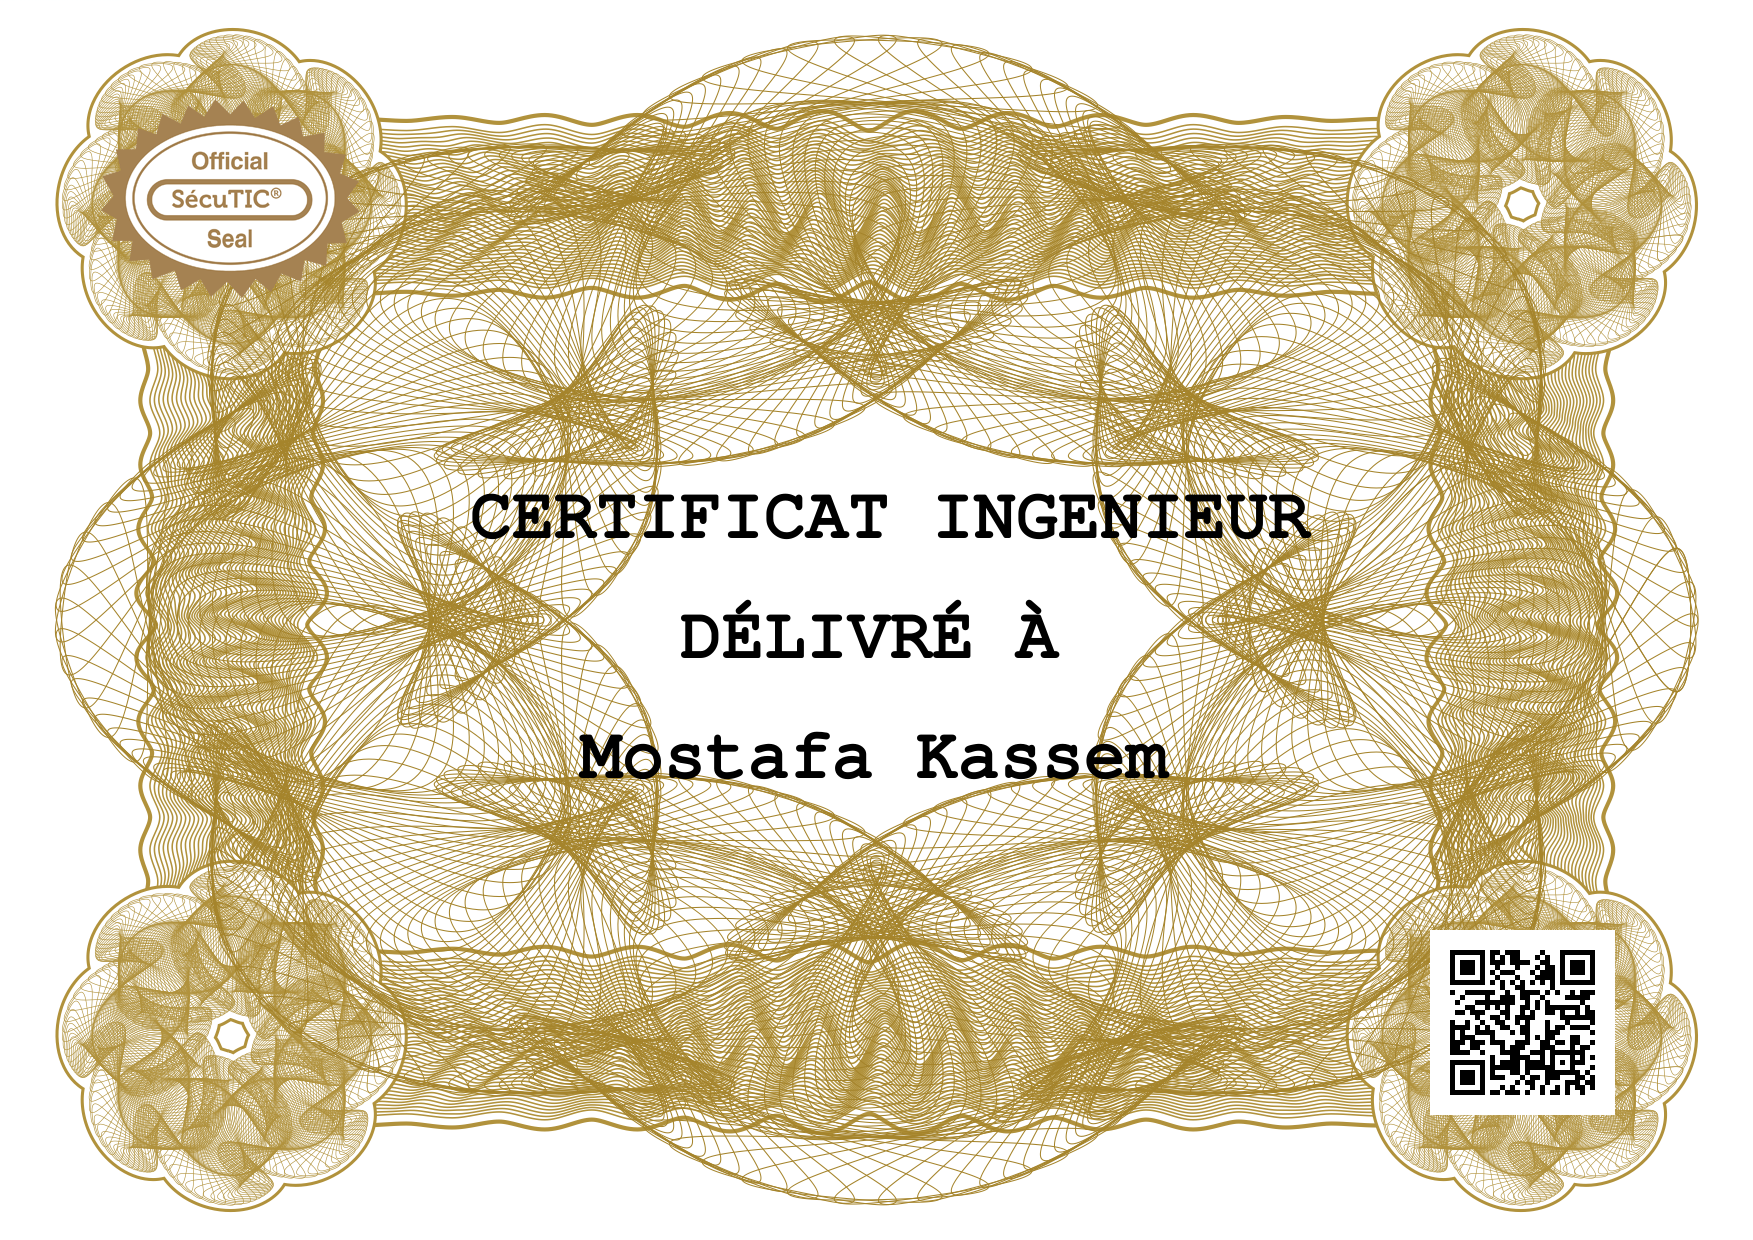 Official
SécuTIC®
Seal
CERTIFICAT INGENIEUR
DÉLIVRÉ À
Mostafa Kassem